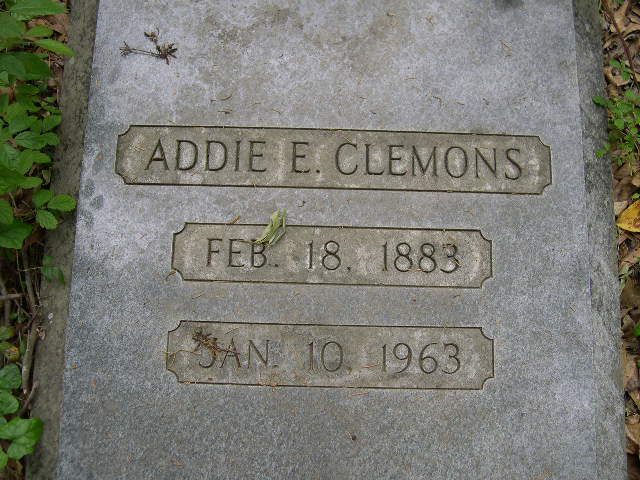 ADDIE E. CLEMONS
FEB. 18, 1883
JAN. 10, 1963